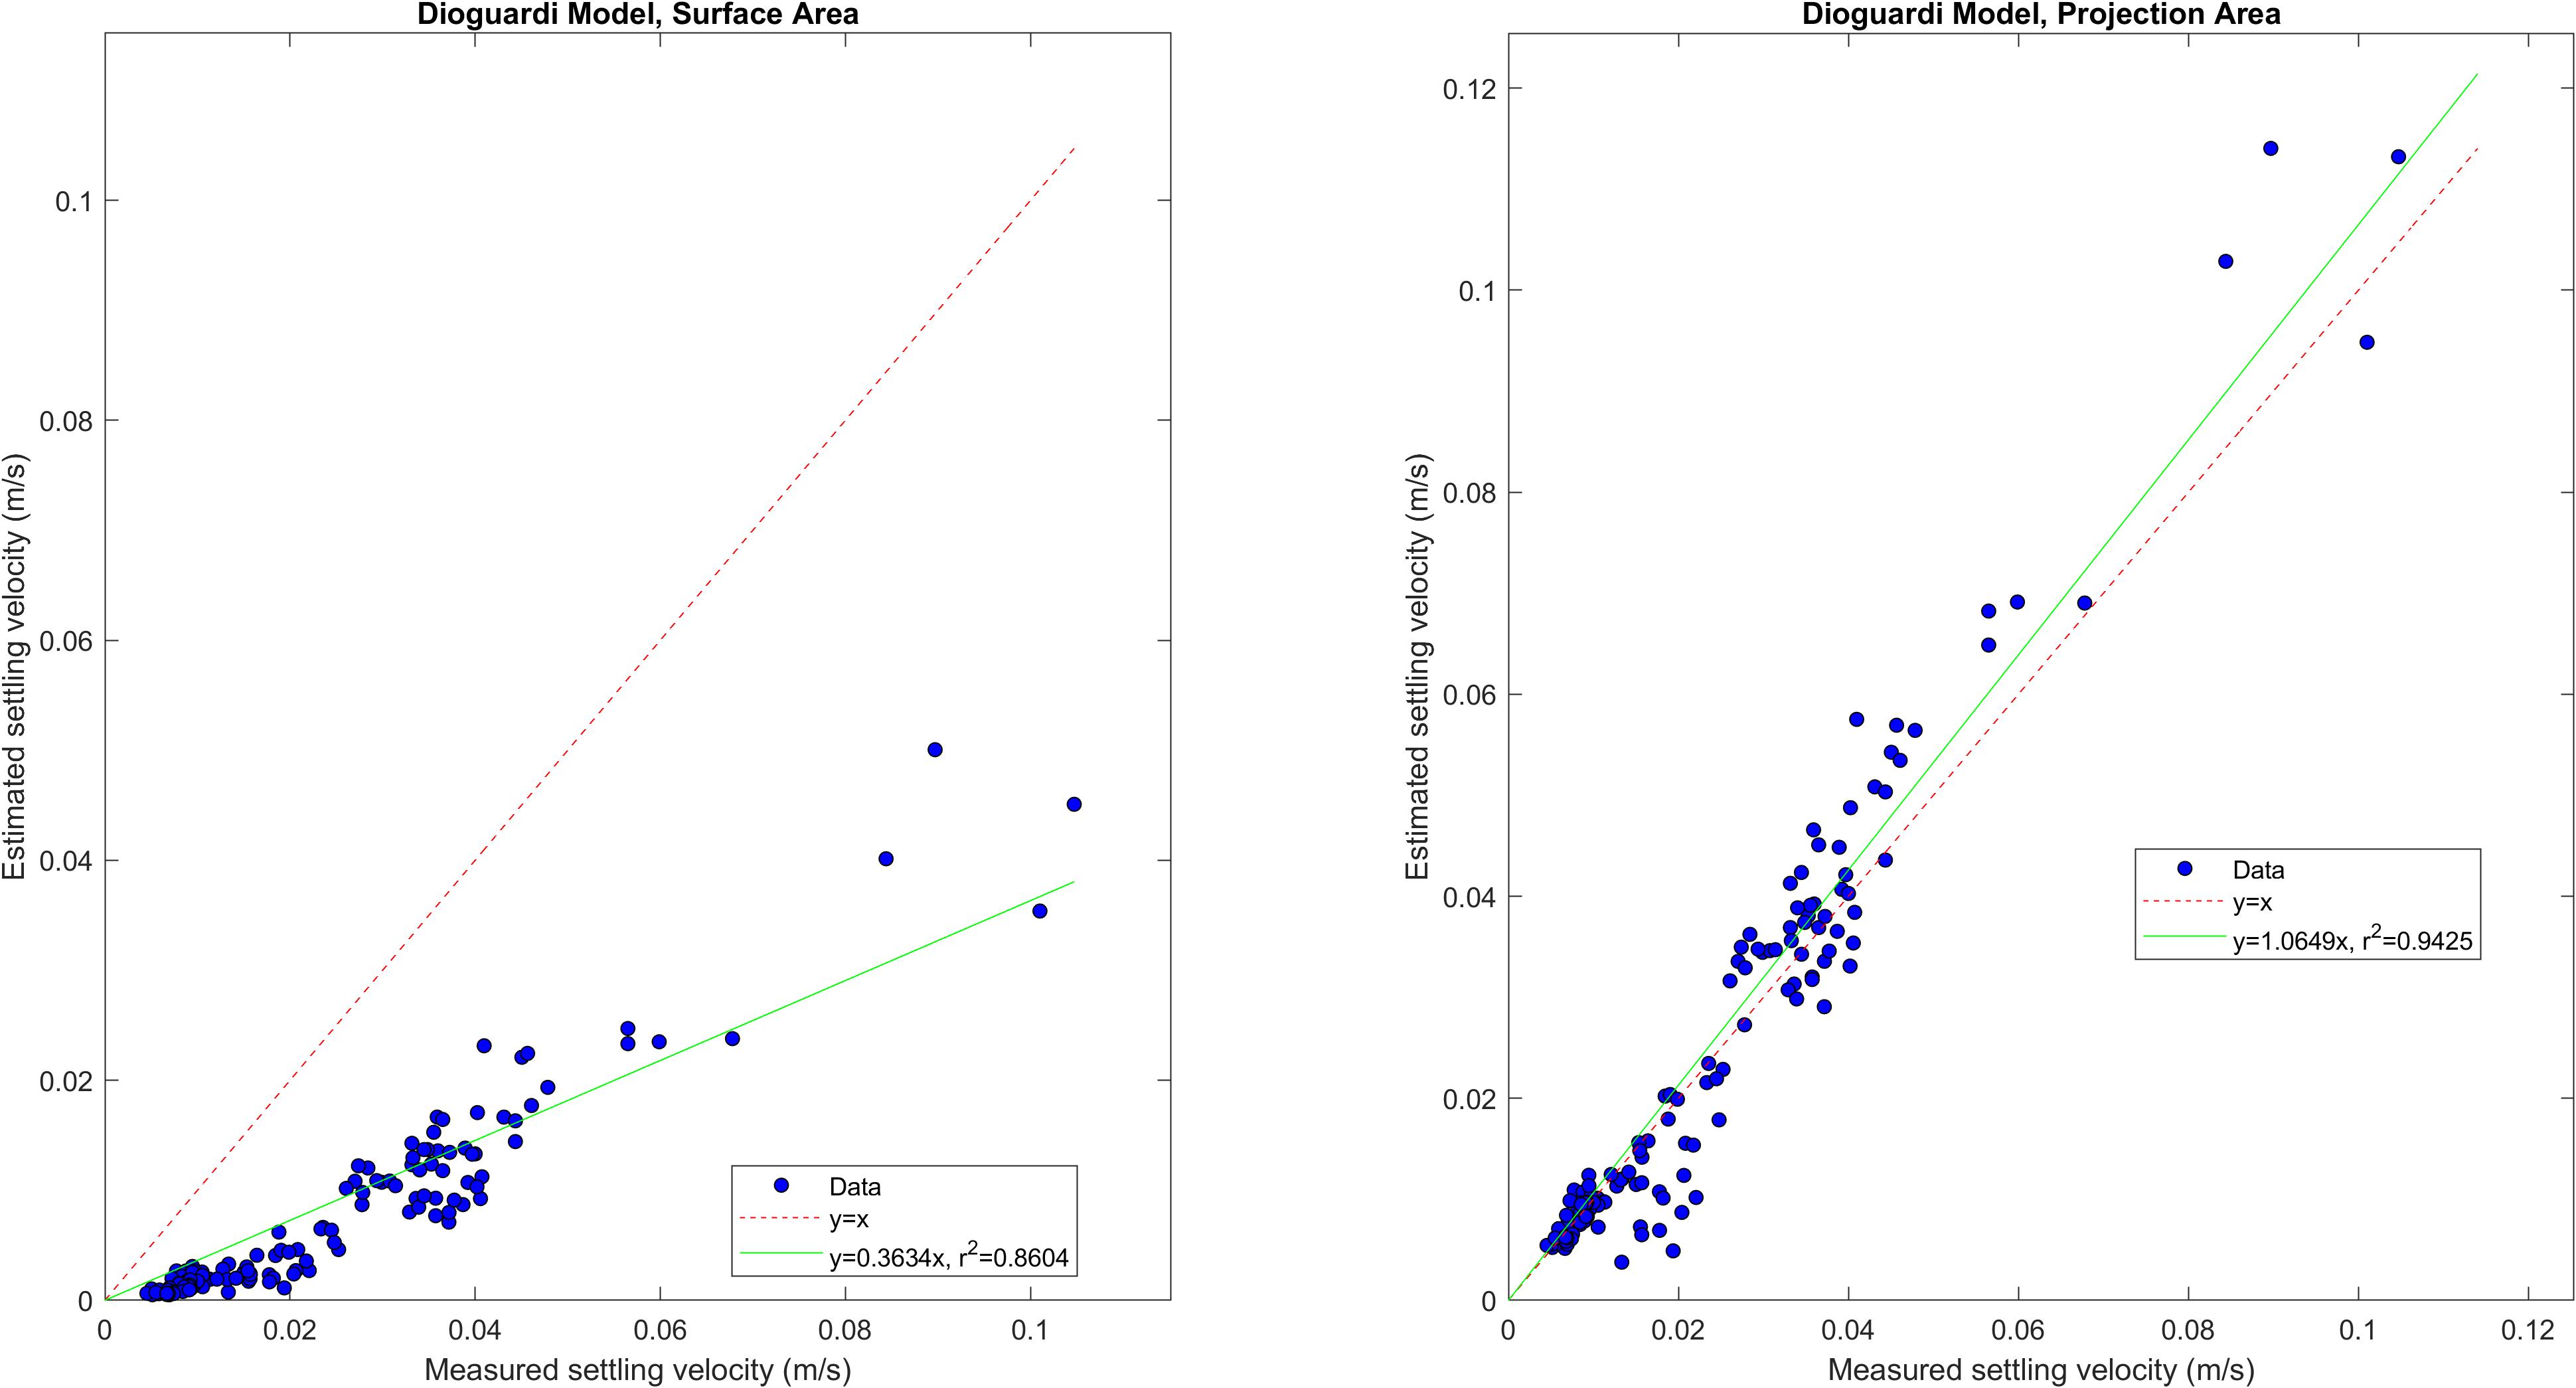 Dioguardi Model, Surface Area
Estimated settling velocity (m/s)
0.1
0.08
0.06
0.04
0.02
0
0 0.02 0.04 0.06 0.08 0.1
Measured settling velocity (m/s)
Data
y=x
y=0.3634x, r²=0.8604
Dioguardi Model, Projection Area
Estimated settling velocity (m/s)
0.12
0.1
0.08
0.06
0.04
0.02
0
0 0.02 0.04 0.06 0.08 0.1 0.12
Measured settling velocity (m/s)
Data
y=x
y=1.0649x, r²=0.9425